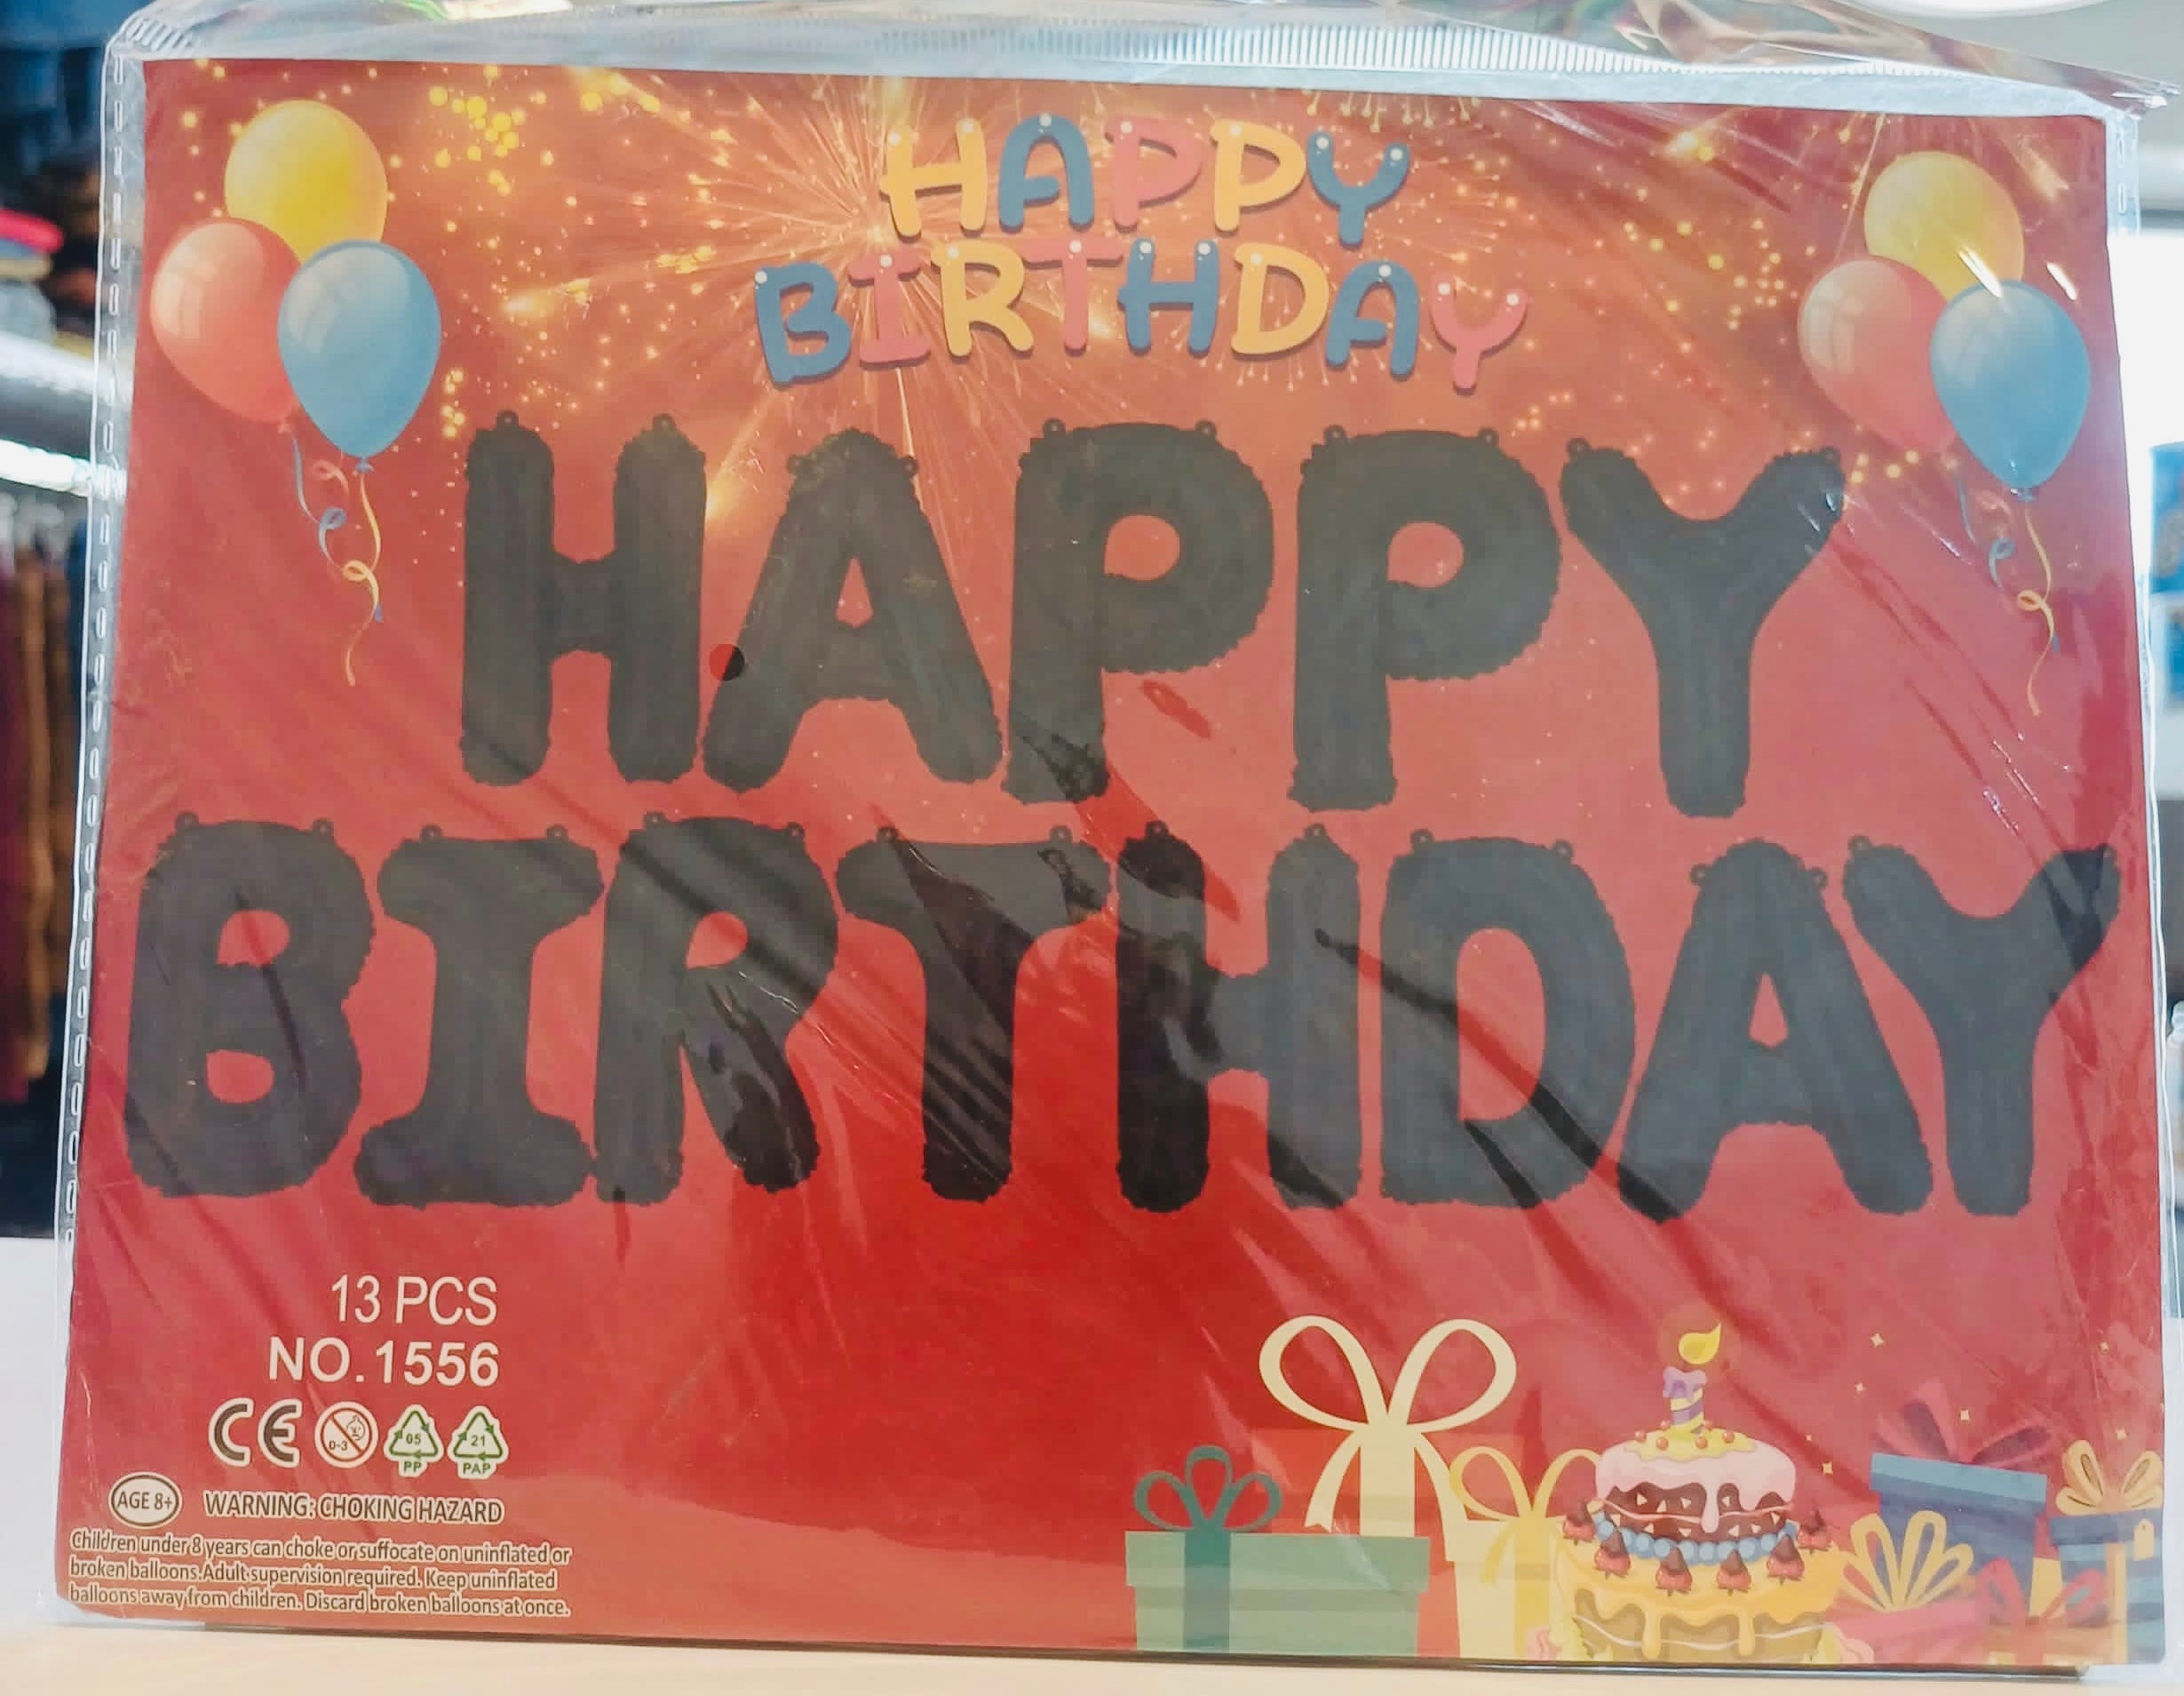 HAPPY
BIRTHDAY
HAPPY
BIRTHDAY
13 PCS
NO.1556
CE 0-3 05 21
PP PAP
AGE 8+ WARNING: CHOKING HAZARD
Children under 8 years can choke or suffocate on uninflated or
broken balloons.Adult supervision required. Keep uninflated
balloons away from children. Discard broken balloons at once.